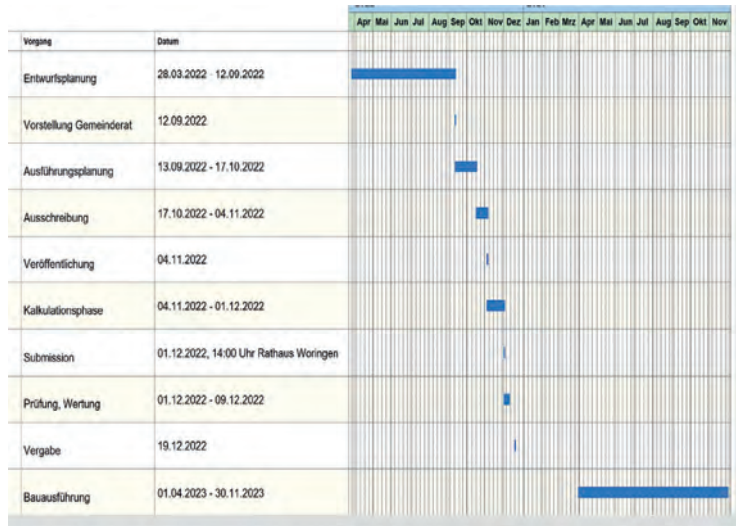 Apr Mai Jun Jul Aug Sep Okt Nov Dez Jan Feb Mrz Apr Mai Jun Jul Aug Sep Okt Nov
Vorgang Datum
Entwurfsplanung 28.03.2022 - 12.09.2022
Vorstellung Gemeinderat 12.09.2022
Ausführungsplanung 13.09.2022 - 17.10.2022
Ausschreibung 17.10.2022 - 04.11.2022
Veröffentlichung 04.11.2022
Kalkulationsphase 04.11.2022 - 01.12.2022
Submission 01.12.2022, 14:00 Uhr Rathaus Woringen
Prüfung, Wertung 01.12.2022 - 09.12.2022
Vergabe 19.12.2022
Bauausführung 01.04.2023 - 30.11.2023